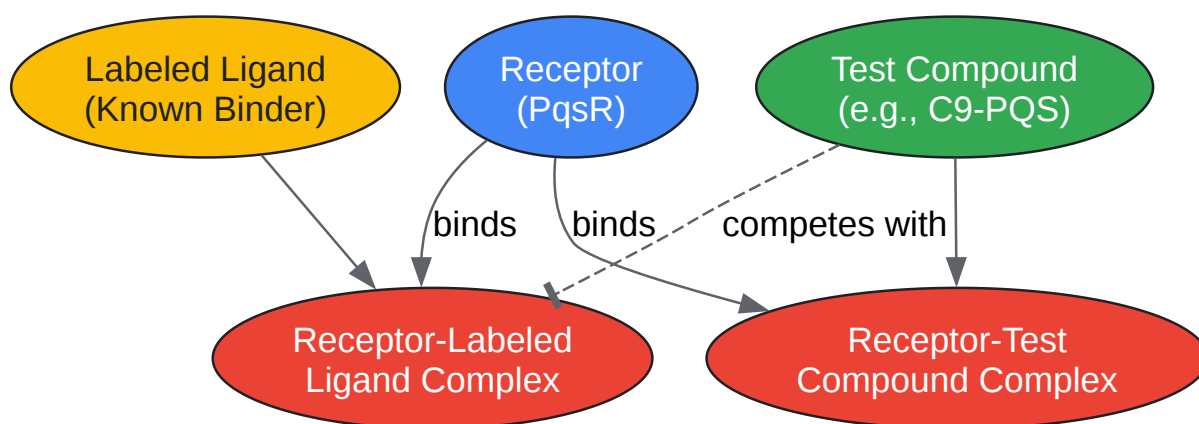 Labeled Ligand
(Known Binder)
Receptor
(PqsR)
Test Compound
(e.g., C9-PQS)
binds
binds
competes with
Receptor-Labeled
Ligand Complex
Receptor-Test
Compound Complex